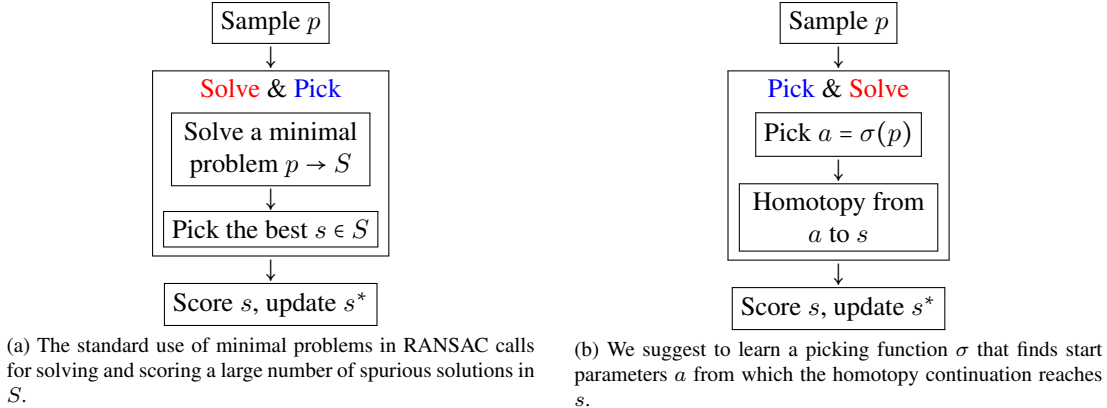 Sample p
Solve & Pick
Solve a minimal
problem p → S
Pick the best s ∈ S
Score s, update s*
(a) The standard use of minimal problems in RANSAC calls
for solving and scoring a large number of spurious solutions in
S.
Sample p
Pick & Solve
Pick a = σ(p)
Homotopy from
a to s
Score s, update s*
(b) We suggest to learn a picking function σ that finds start
parameters a from which the homotopy continuation reaches
s.